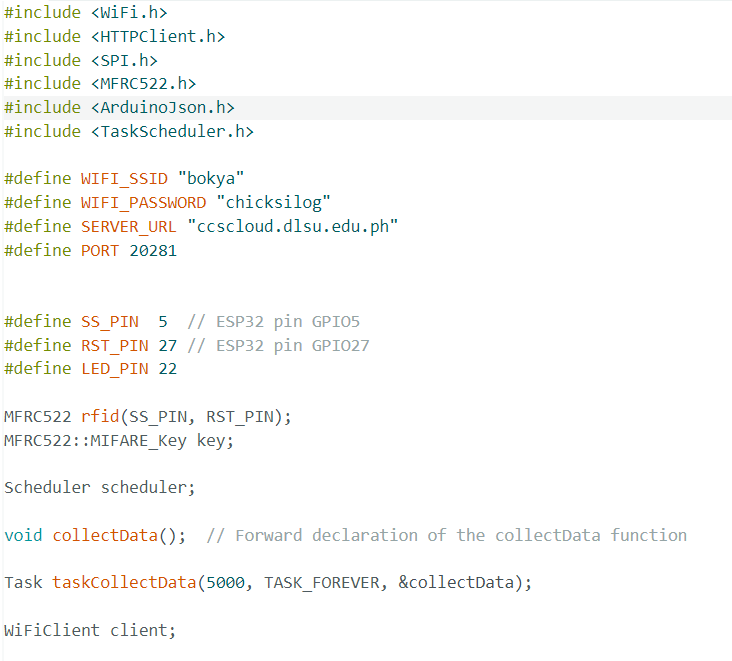 #include <WiFi.h>
#include <HTTPClient.h>
#include <SPI.h>
#include <MFRC522.h>
#include <ArduinoJson.h>
#include <TaskScheduler.h>
#define WIFI_SSID "bokya"
#define WIFI_PASSWORD "chicksilog"
#define SERVER_URL "ccscloud.dlsu.edu.ph"
#define PORT 20281
#define SS_PIN  5  // ESP32 pin GPIO5
#define RST_PIN 27 // ESP32 pin GPIO27
#define LED_PIN 22
MFRC522 rfid(SS_PIN, RST_PIN);
MFRC522::MIFARE_Key key;
Scheduler scheduler;
void collectData();  // Forward declaration of the collectData function
Task taskCollectData(5000, TASK_FOREVER, &collectData);
WiFiClient client;